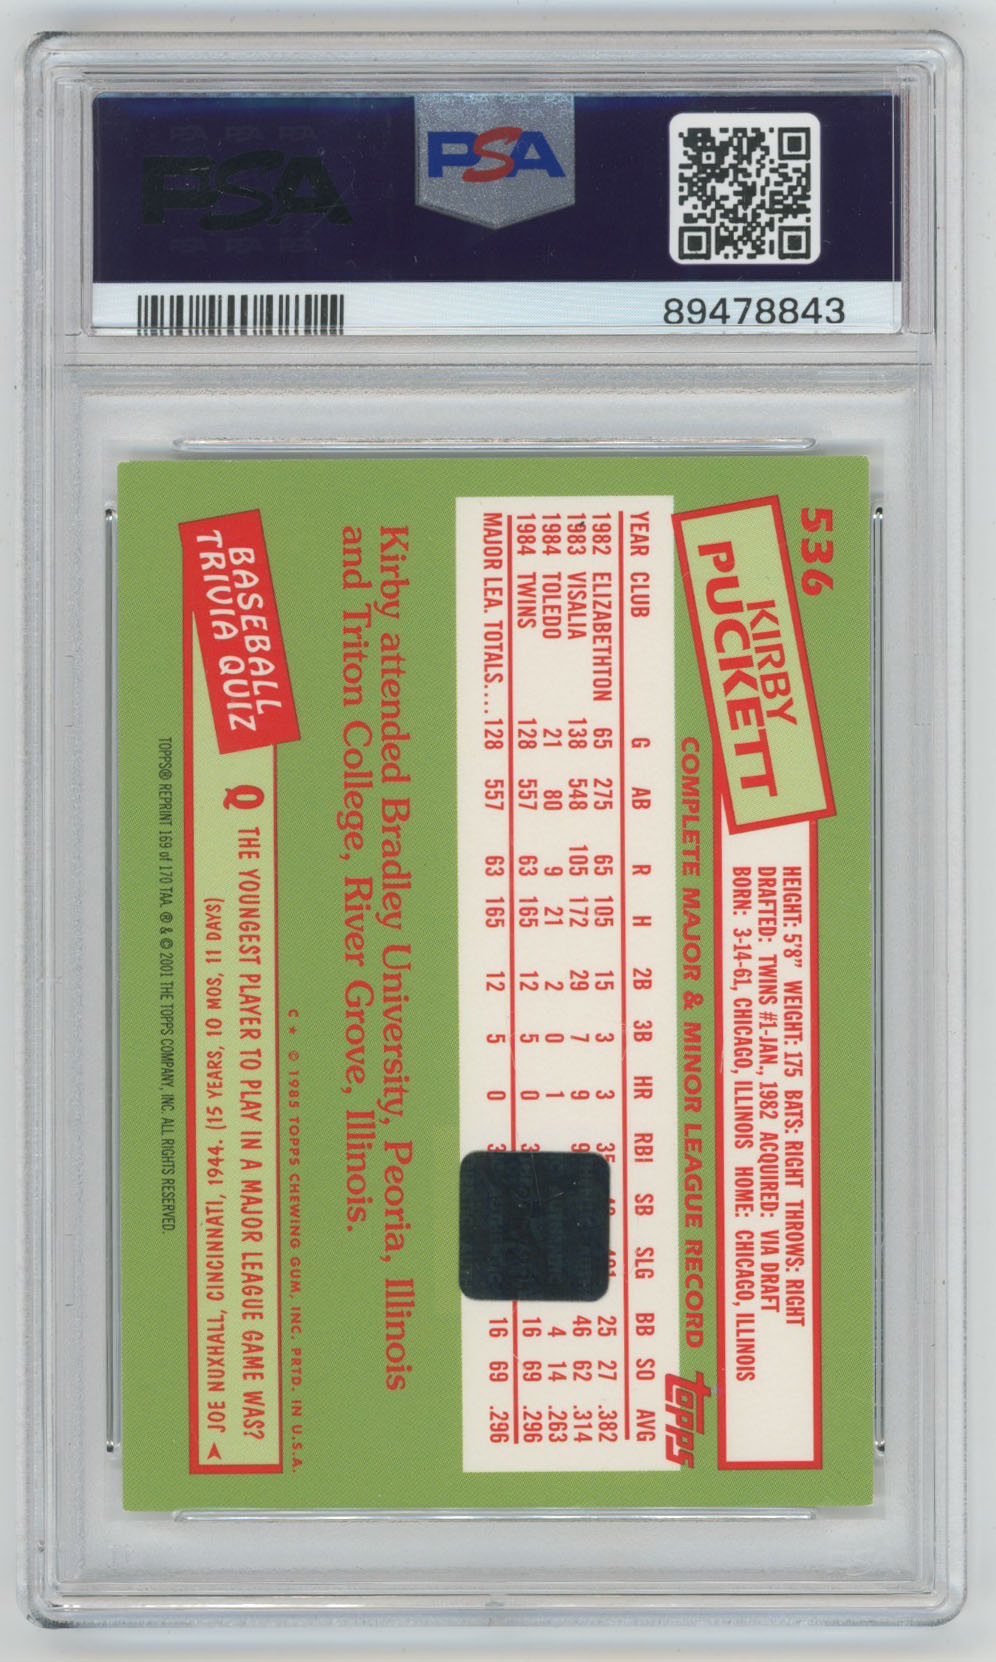 PSA PSA PSA
PSA
PSA PSA PSA
PSA
89478843
536
KIRBY
PUCKETT
HEIGHT: 5'8" WEIGHT: 175 BATS: RIGHT THROWS: RIGHT
DRAFTED: TWINS #1-JAN., 1982 ACQUIRED: VIA DRAFT
BORN: 3-14-61, CHICAGO, ILLINOIS HOME: CHICAGO, ILLINOIS
COMPLETE MAJOR & MINOR LEAGUE RECORD
topps
YEAR CLUB G AB R H 2B 3B HR RBI SB SLG BB SO AVG
1982 ELIZABETHTON 65 275 65 105 15 3 3 35 25 27 .382
1983 VISALIA 138 548 105 172 29 7 9 46 62 .314
1984 TOLEDO 21 80 9 21 2 0 1 4 14 .263
1984 TWINS 128 557 63 165 12 5 0 16 69 .296
MAJOR LEA. TOTALS.... 128 557 63 165 12 5 0 16 69 .296
Kirby attended Bradley University, Peoria, Illinois
and Triton College, River Grove, Illinois.
C * © 1985 TOPPS CHEWING GUM, INC. PRTD. IN U.S.A.
BASEBALL
TRIVIA QUIZ
Q THE YOUNGEST PLAYER TO PLAY IN A MAJOR LEAGUE GAME WAS?
JOE NUXHALL, CINCINNATI, 1944. (15 YEARS, 10 MOS, 11 DAYS)
TOPPS® REPRINT 169 of 170 TAA ® & © 2001 THE TOPPS COMPANY, INC. ALL RIGHTS RESERVED.